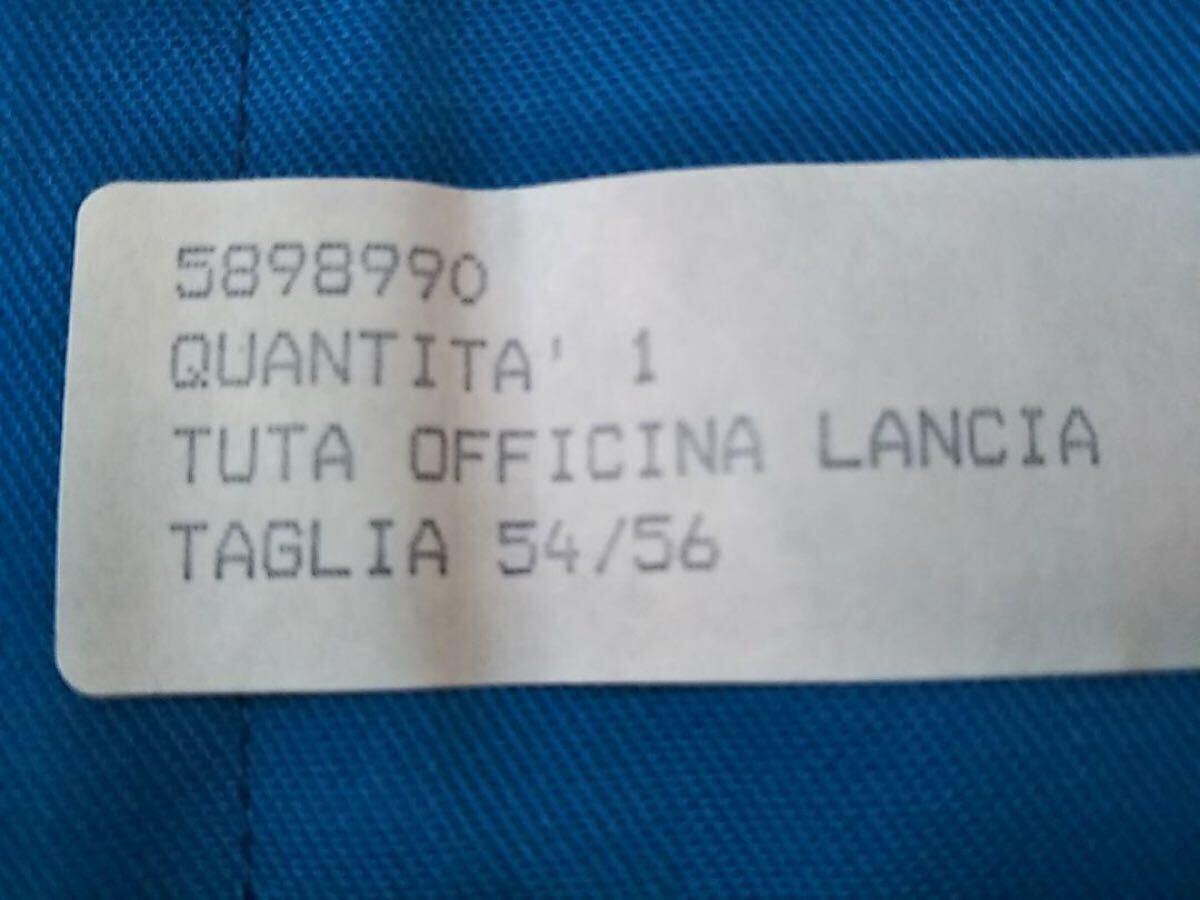 5898990
QUANTITA' 1
TUTA OFFICINA LANCIA
TAGLIA 54/56